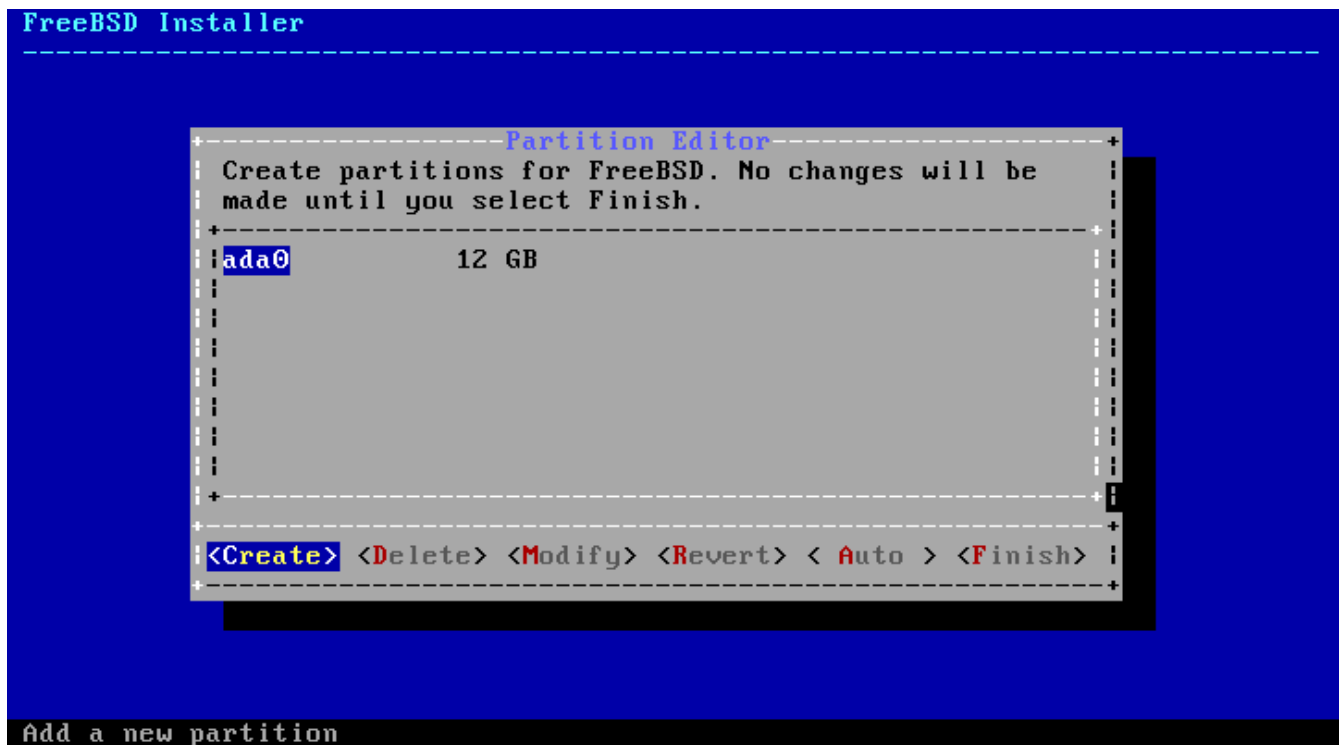 FreeBSD Installer
Partition Editor
Create partitions for FreeBSD. No changes will be
made until you select Finish.
ada0 12 GB
<Create> <Delete> <Modify> <Revert> < Auto > <Finish>
Add a new partition